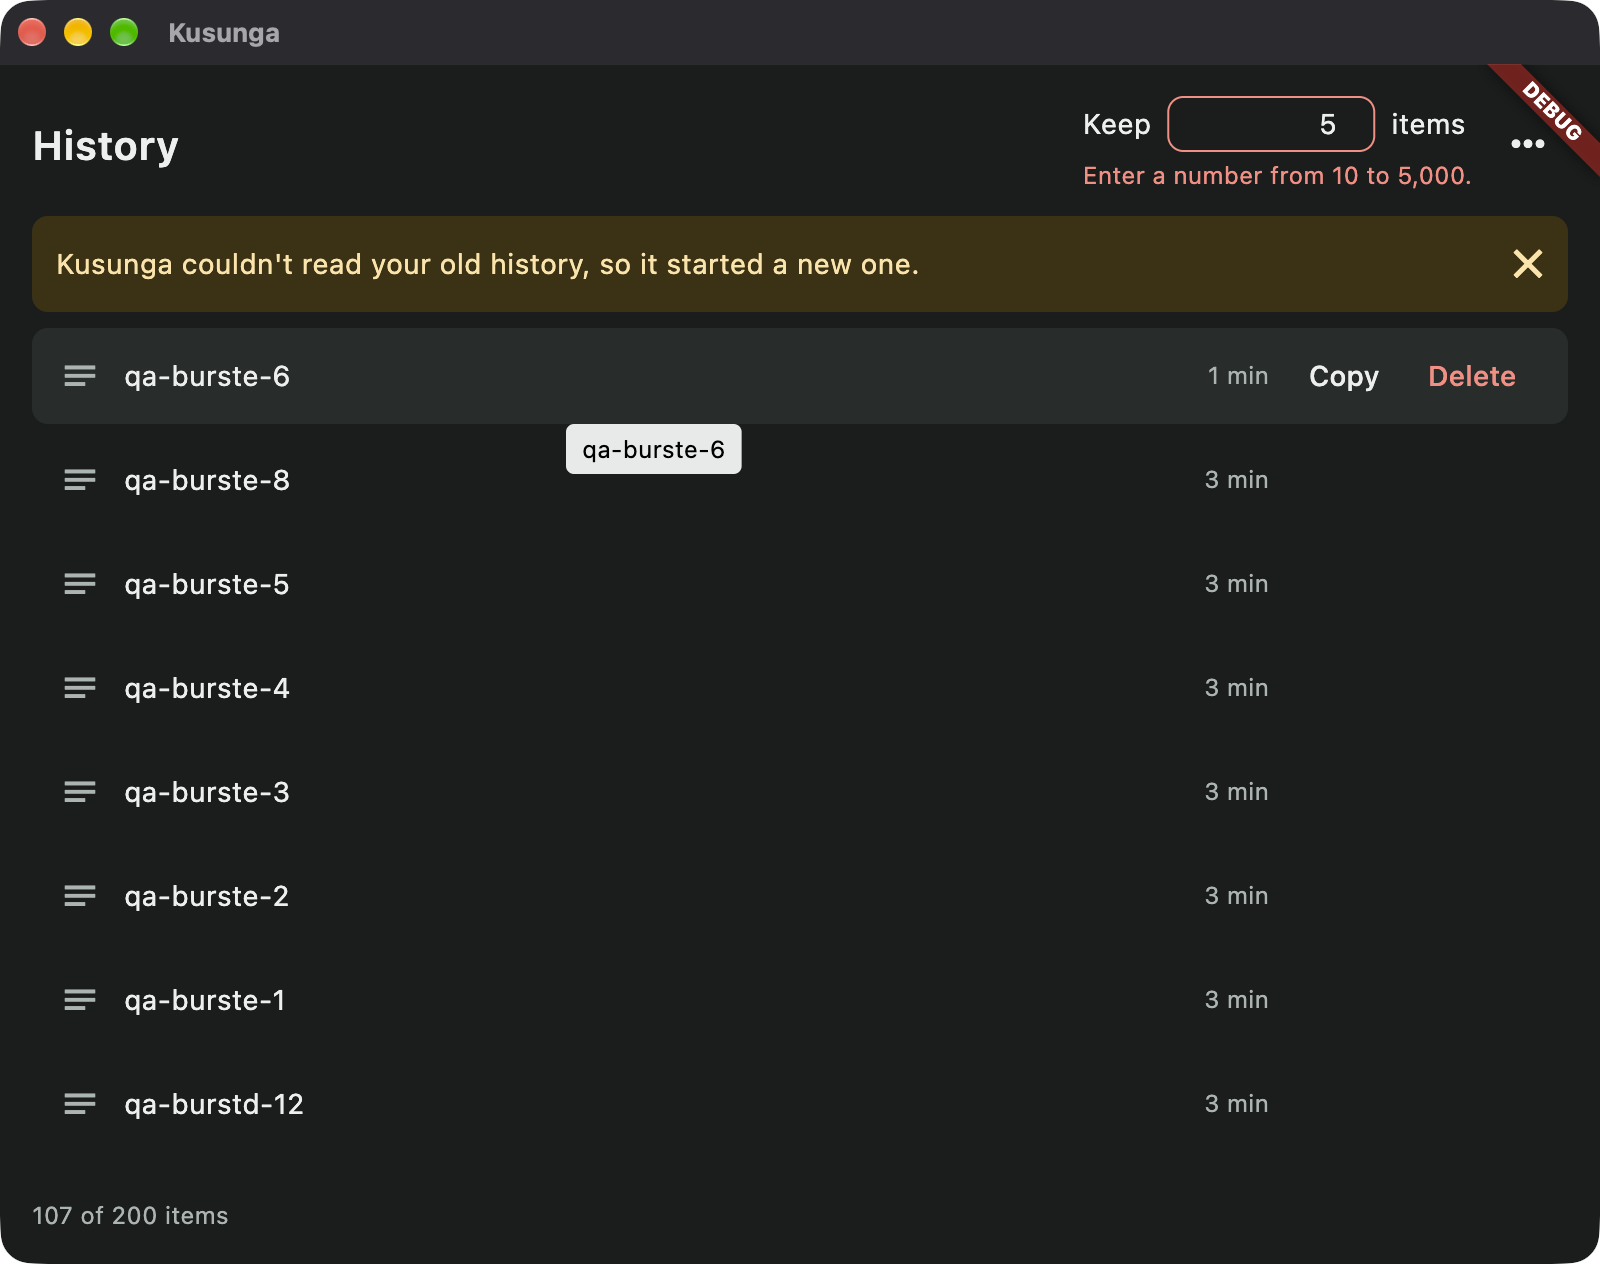 Kusunga
DEBUG
History
Keep 5 items
•••
Enter a number from 10 to 5,000.
Kusunga couldn't read your old history, so it started a new one.
qa-burste-6 1 min Copy Delete
qa-burste-6
qa-burste-8 3 min
qa-burste-5 3 min
qa-burste-4 3 min
qa-burste-3 3 min
qa-burste-2 3 min
qa-burste-1 3 min
qa-burstd-12 3 min
107 of 200 items